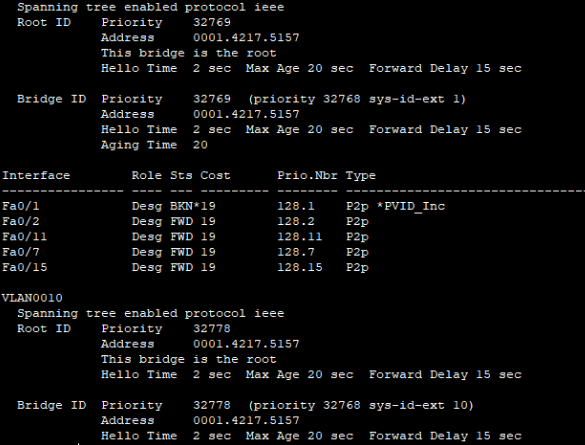 Spanning tree enabled protocol ieee
Root ID Priority 32769
Address 0001.4217.5157
This bridge is the root
Hello Time 2 sec Max Age 20 sec Forward Delay 15 sec
Bridge ID Priority 32769 (priority 32768 sys-id-ext 1)
Address 0001.4217.5157
Hello Time 2 sec Max Age 20 sec Forward Delay 15 sec
Aging Time 20
Interface Role Sts Cost Prio.Nbr Type
---------------- ---- --- --------- -------- --------------------------------
Fa0/1 Desg BKN*19 128.1 P2p *PVID_Inc
Fa0/2 Desg FWD 19 128.2 P2p
Fa0/11 Desg FWD 19 128.11 P2p
Fa0/7 Desg FWD 19 128.7 P2p
Fa0/15 Desg FWD 19 128.15 P2p
VLAN0010
Spanning tree enabled protocol ieee
Root ID Priority 32778
Address 0001.4217.5157
This bridge is the root
Hello Time 2 sec Max Age 20 sec Forward Delay 15 sec
Bridge ID Priority 32778 (priority 32768 sys-id-ext 10)
Address 0001.4217.5157
Hello Time 2 sec Max Age 20 sec Forward Delay 15 sec